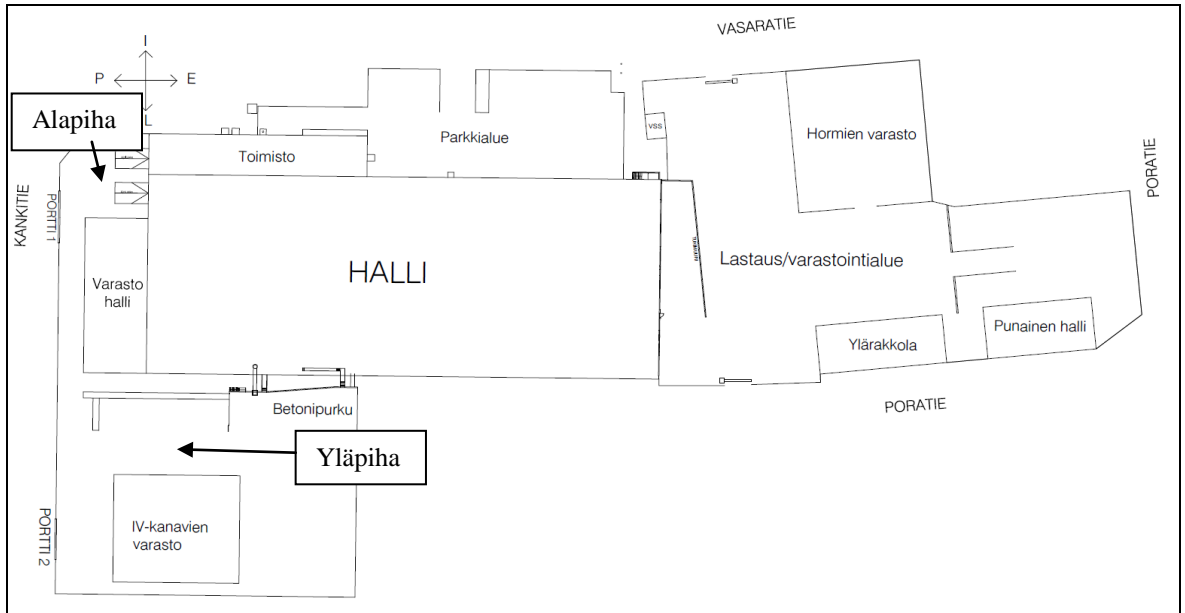 VASARATIE
I
P
E
L
Alapiha
Toimisto
Parkkialue
VSS
Hormien varasto
PORATIE
KANKITIE
PORTTI 1
HALLI
Varasto
halli
Lastaus/varastointialue
Ylärakkola
Punainen halli
PORATIE
Betonipurku
Yläpiha
IV-kanavien
varasto
PORTTI 2